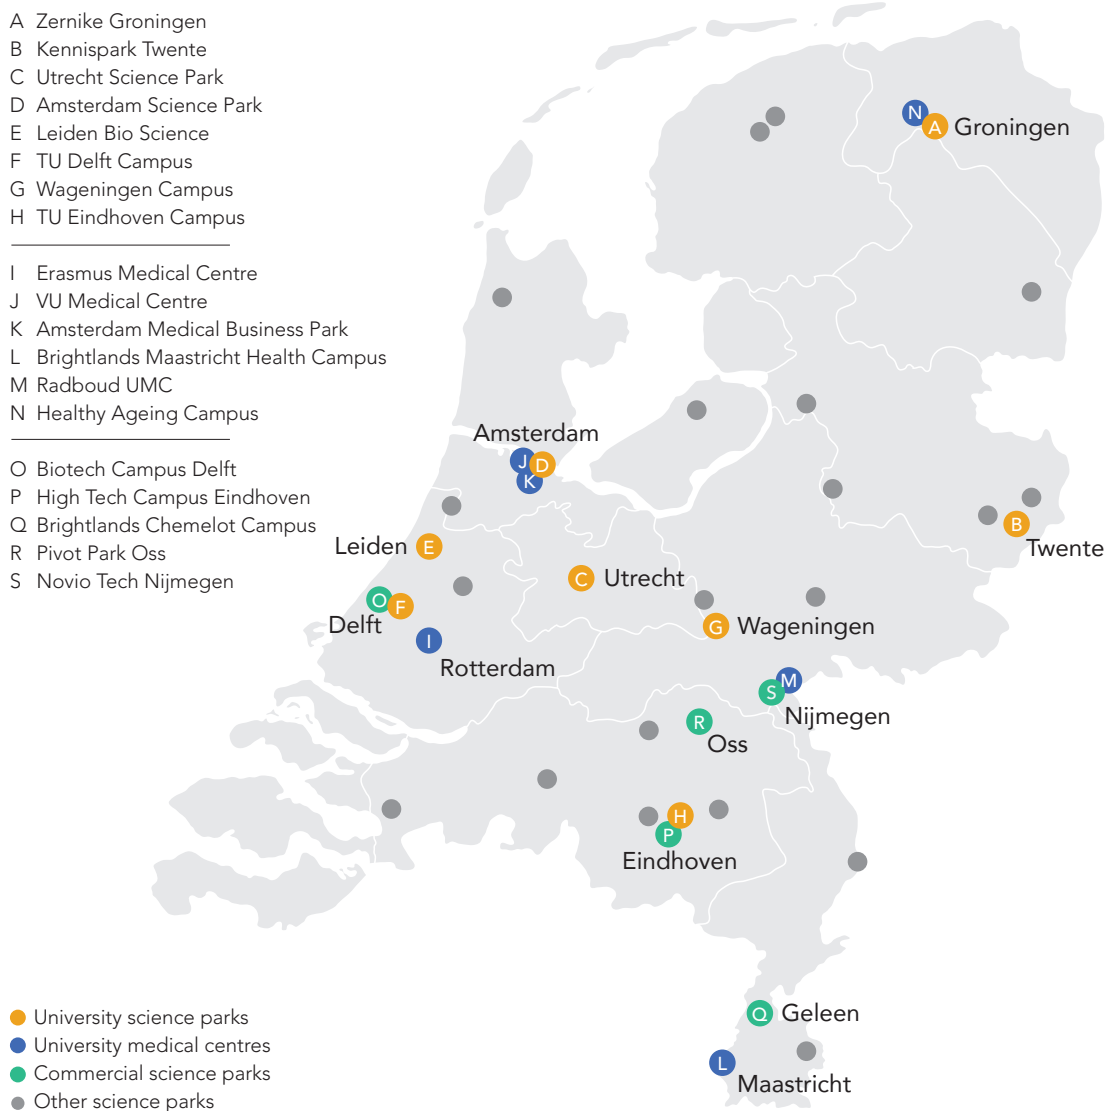 A Zernike Groningen
B Kennispark Twente
C Utrecht Science Park
D Amsterdam Science Park
E Leiden Bio Science
F TU Delft Campus
G Wageningen Campus
H TU Eindhoven Campus
I Erasmus Medical Centre
J VU Medical Centre
K Amsterdam Medical Business Park
L Brightlands Maastricht Health Campus
M Radboud UMC
N Healthy Ageing Campus
O Biotech Campus Delft
P High Tech Campus Eindhoven
Q Brightlands Chemelot Campus
R Pivot Park Oss
S Novio Tech Nijmegen
N
A Groningen
Amsterdam
J D
K
B
Twente
Leiden E
C Utrecht
O F
Delft
G Wageningen
I
Rotterdam
S M
Nijmegen
R
Oss
H
P
Eindhoven
Q Geleen
L
Maastricht
University science parks
University medical centres
Commercial science parks
Other science parks